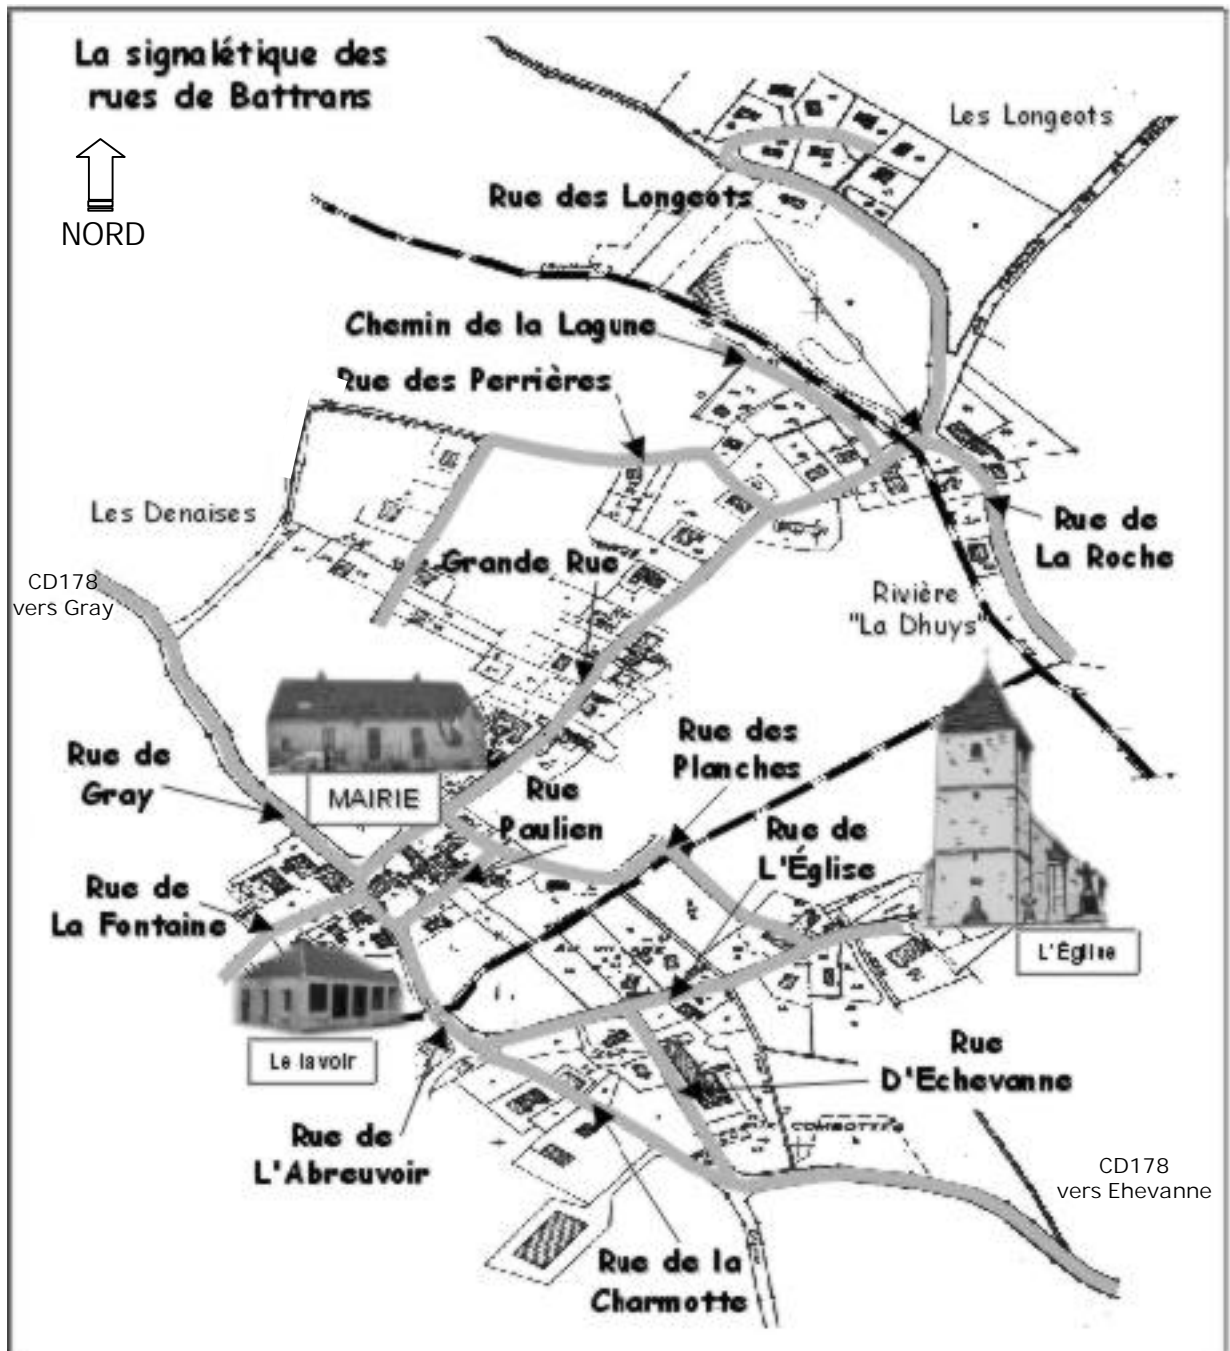 La signalétique des
rues de Battrans
NORD
Les Longeots
Rue des Longeots
Chemin de la Lagune
Rue des Perrières
Les Denaises
Grande Rue
Rue de
La Roche
CD178
vers Gray
Rivière
"La Dhuys"
Rue des
Planches
Rue de
Gray
MAIRIE
Rue
Paulien
Rue de
L'Église
Rue de
La Fontaine
L'Église
Le lavoir
Rue
D'Echevanne
COMBOTTES
Rue de
L'Abreuvoir
CD178
vers Ehevanne
Rue de la
Charmotte